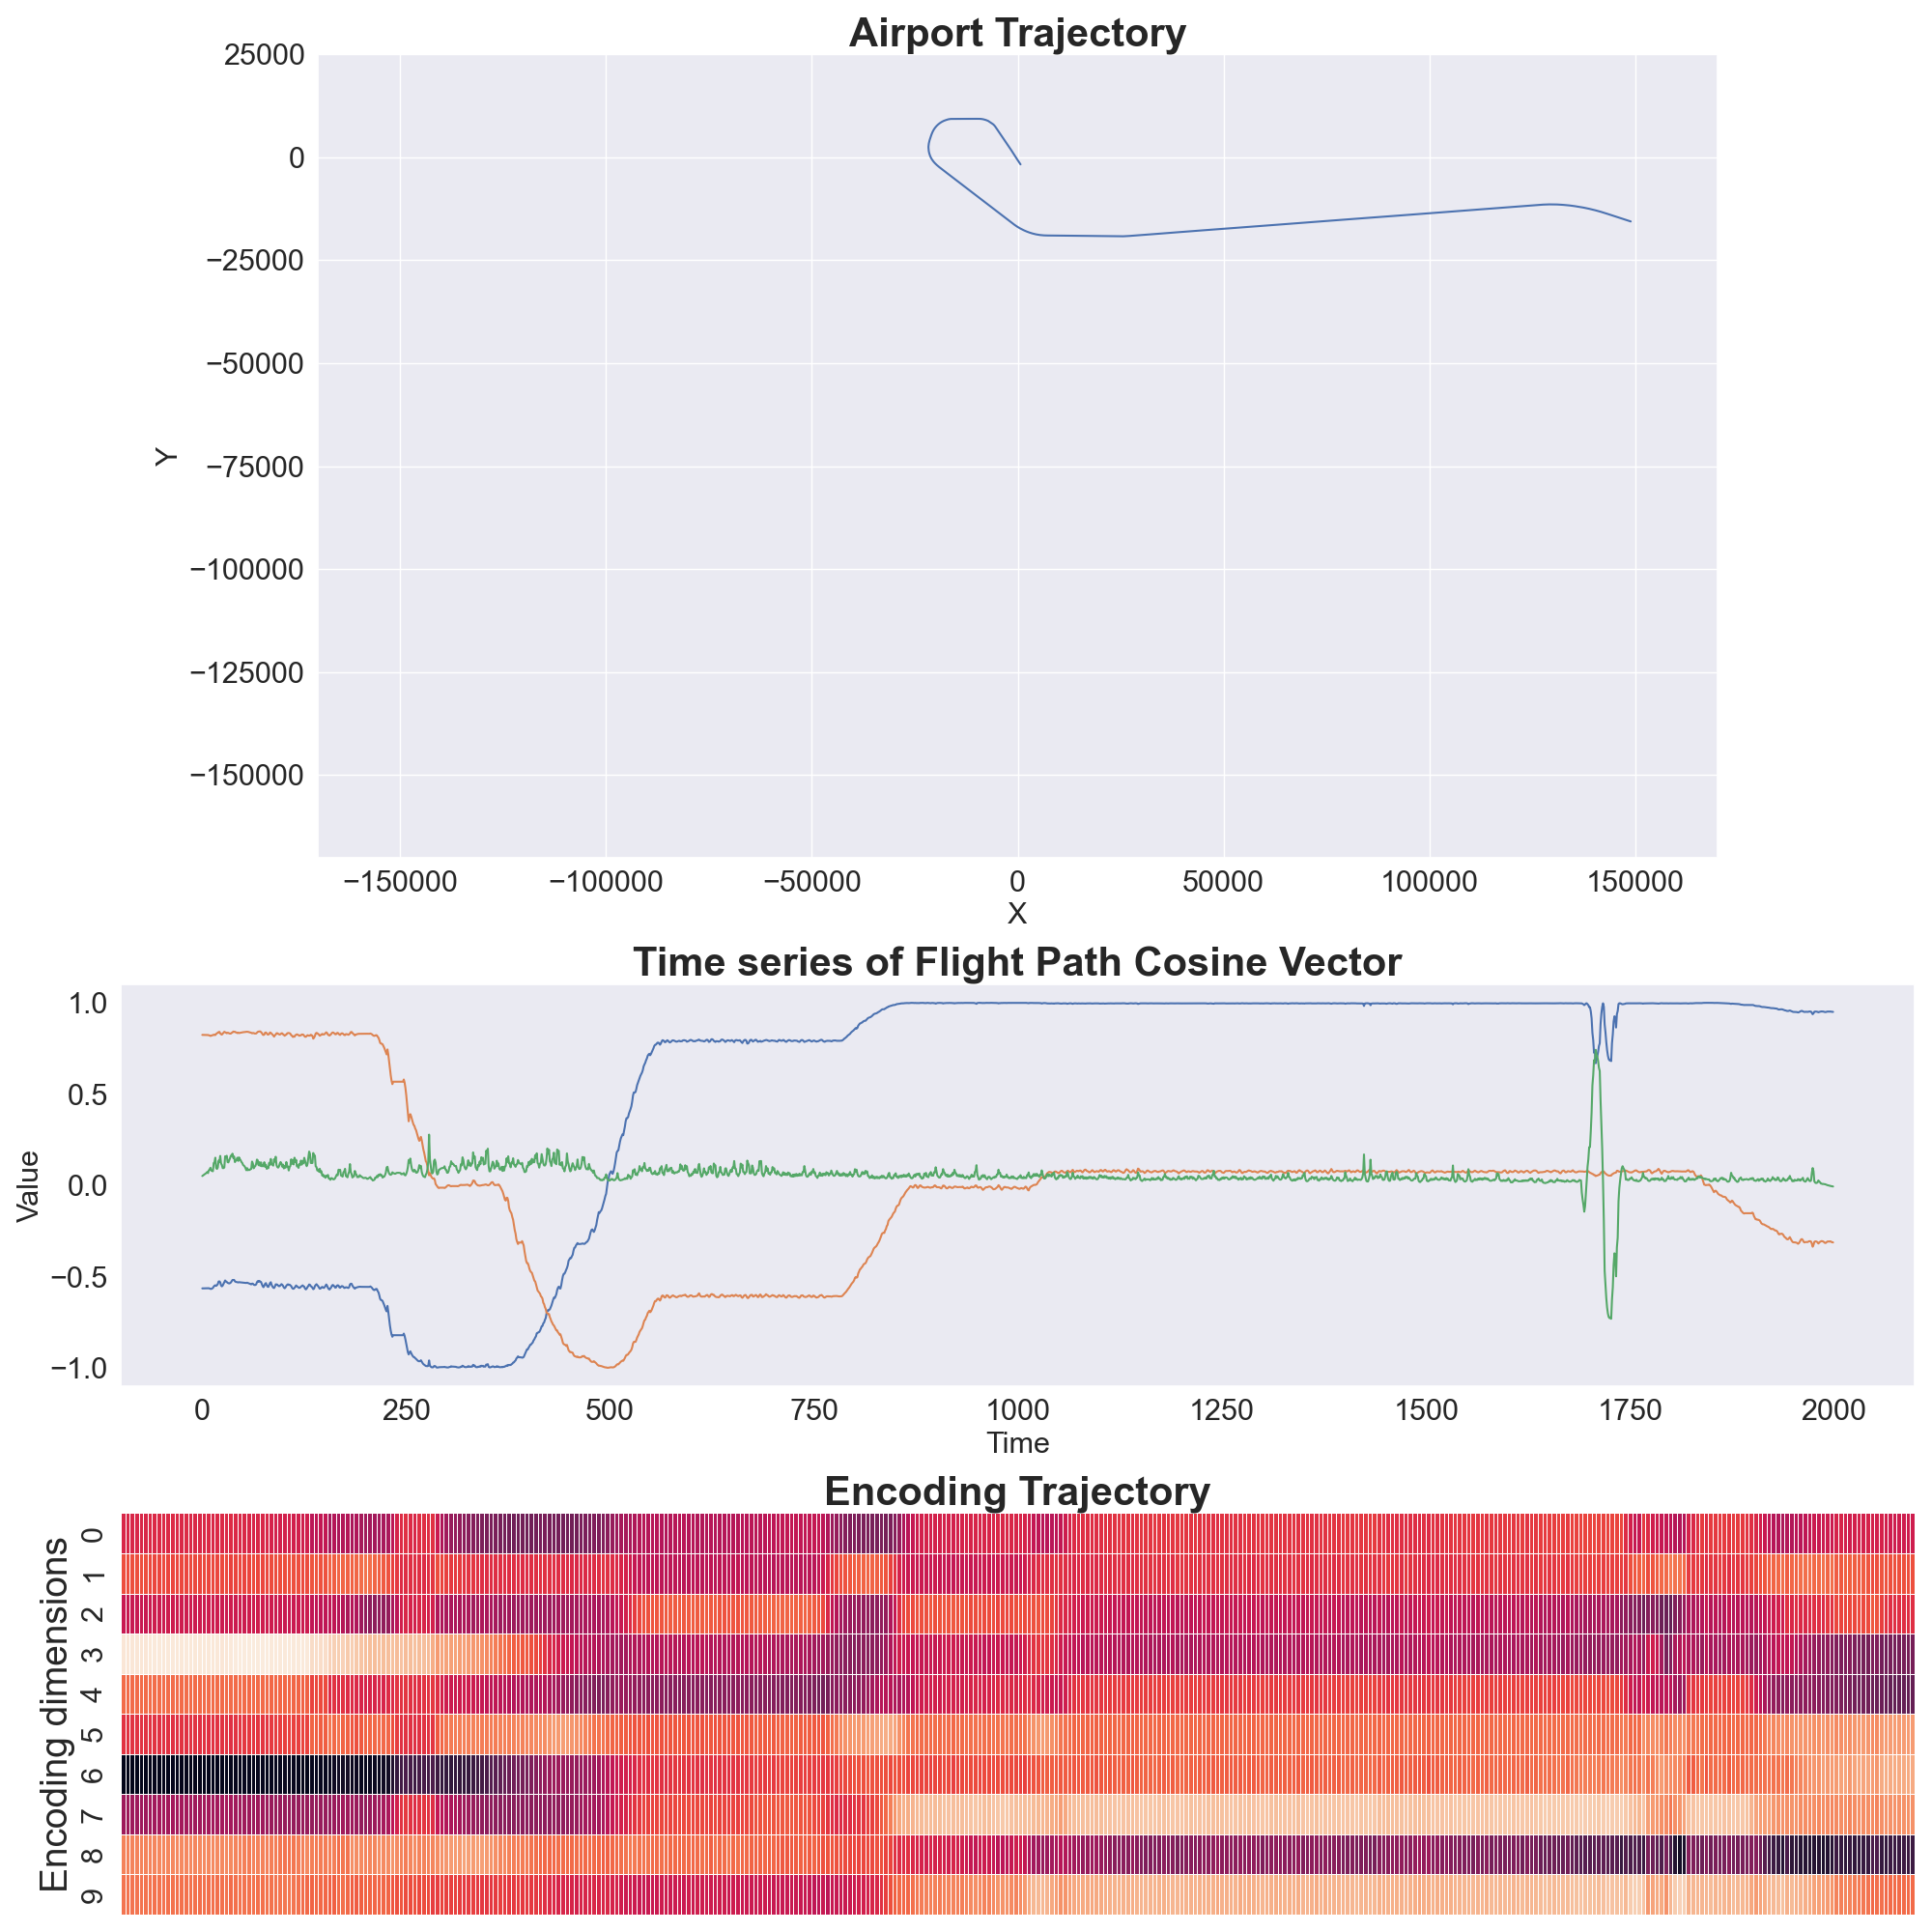 Airport Trajectory
25000
0
−25000
−50000
−75000
−100000
−125000
−150000
Y
−150000 −100000 −50000 0 50000 100000 150000
X
Time series of Flight Path Cosine Vector
1.0
0.5
0.0
−0.5
−1.0
Value
0 250 500 750 1000 1250 1500 1750 2000
Time
Encoding Trajectory
Encoding dimensions
0
1
2
3
4
5
6
7
8
9